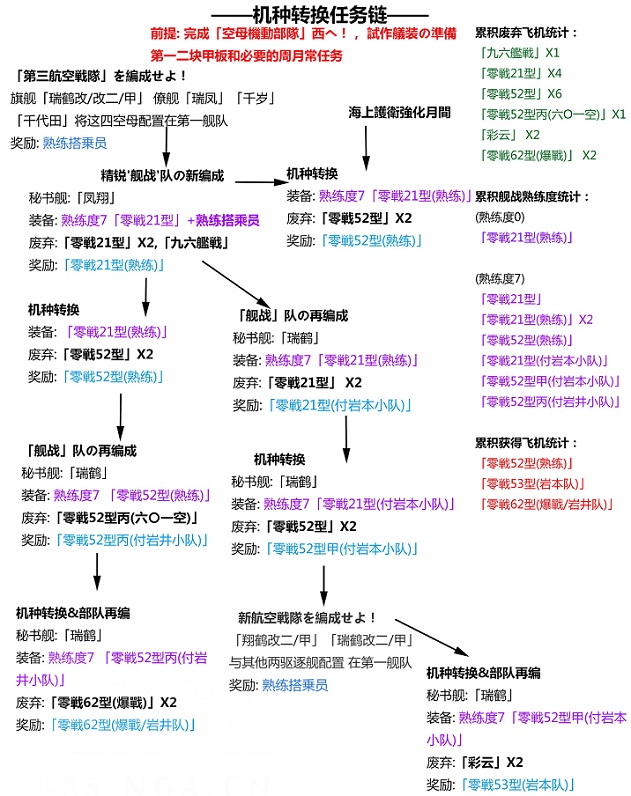 ——机种转换任务链——
前提: 完成「空母機動部隊」西へ！，試作艤装の準備
第一二块甲板和必要的周月常任务
「第三航空戦隊」を編成せよ！
旗舰「瑞鹤改/改二/甲」 僚舰「瑞凤」「千岁」
「千代田」将这四空母配置在第一舰队
奖励: 熟练搭乘员
海上護衛強化月間
精锐'舰战'队の新编成
秘书舰:「凤翔」
装备: 熟练度7「零戦21型」+熟练搭乘员
废弃:「零戦21型」X2,「九六艦戦」
奖励:「零戦21型(熟练)」
机种转换
装备: 熟练度7「零戦21型(熟练)」
废弃:「零戦52型」X2
奖励:「零戦52型(熟练)」
机种转换
装备: 「零戦21型(熟练)」
废弃:「零戦52型」X2
奖励:「零戦52型(熟练)」
「舰战」队の再编成
秘书舰:「瑞鹤」
装备: 熟练度7「零戦21型(熟练)」
废弃:「零戦21型」 X2
奖励:「零戦21型(付岩本小队)」
「舰战」队の再编成
秘书舰:「瑞鹤」
装备: 熟练度7 「零戦52型(熟练)」
废弃:「零戦52型丙(六〇一空)」
奖励:「零戦52型丙(付岩井小队)」
机种转换
秘书舰:「瑞鹤」
装备: 熟练度7「零戦21型(付岩本小队)」
废弃:「零戦52型」X2
奖励:「零戦52型甲(付岩本小队)」
机种转换&部队再编
秘书舰:「瑞鹤」
装备: 熟练度7 「零戦52型丙(付岩
井小队)」
废弃:「零戦62型(爆戰)」X2
奖励:「零戦62型(爆戰/岩井队)」
新航空戦隊を編成せよ！
「翔鹤改二/甲」「瑞鹤改二/甲」
与其他两驱逐舰配置 在第一舰队
奖励: 熟练搭乘员
机种转换&部队再编
秘书舰:「瑞鹤」
装备: 熟练度7「零戦52型甲(付岩本
小队)」
废弃:「彩云」X2
奖励:「零戦53型(岩本队)」
累积废弃飞机统计：
「九六艦戦」X1
「零戦21型」X4
「零戦52型」X6
「零戦52型丙(六〇一空)」X1
「彩云」 X2
「零戦62型(爆戰)」 X2
累积舰战熟练度统计：
(熟练度0)
「零戦21型(熟练)」
(熟练度7)
「零戦21型」
「零戦21型(熟练)」X2
「零戦52型(熟练)」
「零戦21型(付岩本小队)」
「零戦52型甲(付岩本小队)」
「零戦52型丙(付岩井小队)」
累积获得飞机统计：
「零戦52型(熟练)」
「零戦53型(岩本队)」
「零戦62型(爆戰/岩井队)」